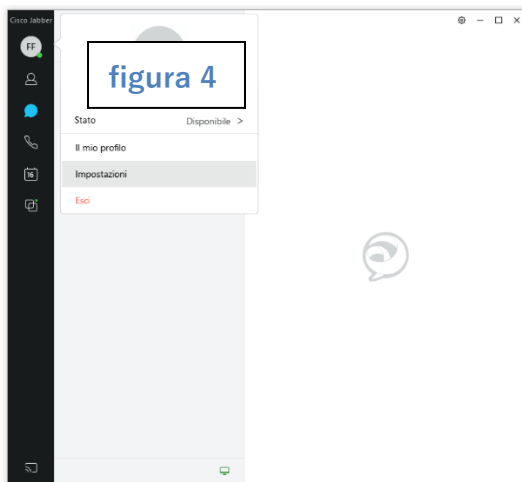 Cisco Jabber
FF
figura 4
Stato Disponibile >
Il mio profilo
16
Impostazioni
Esci